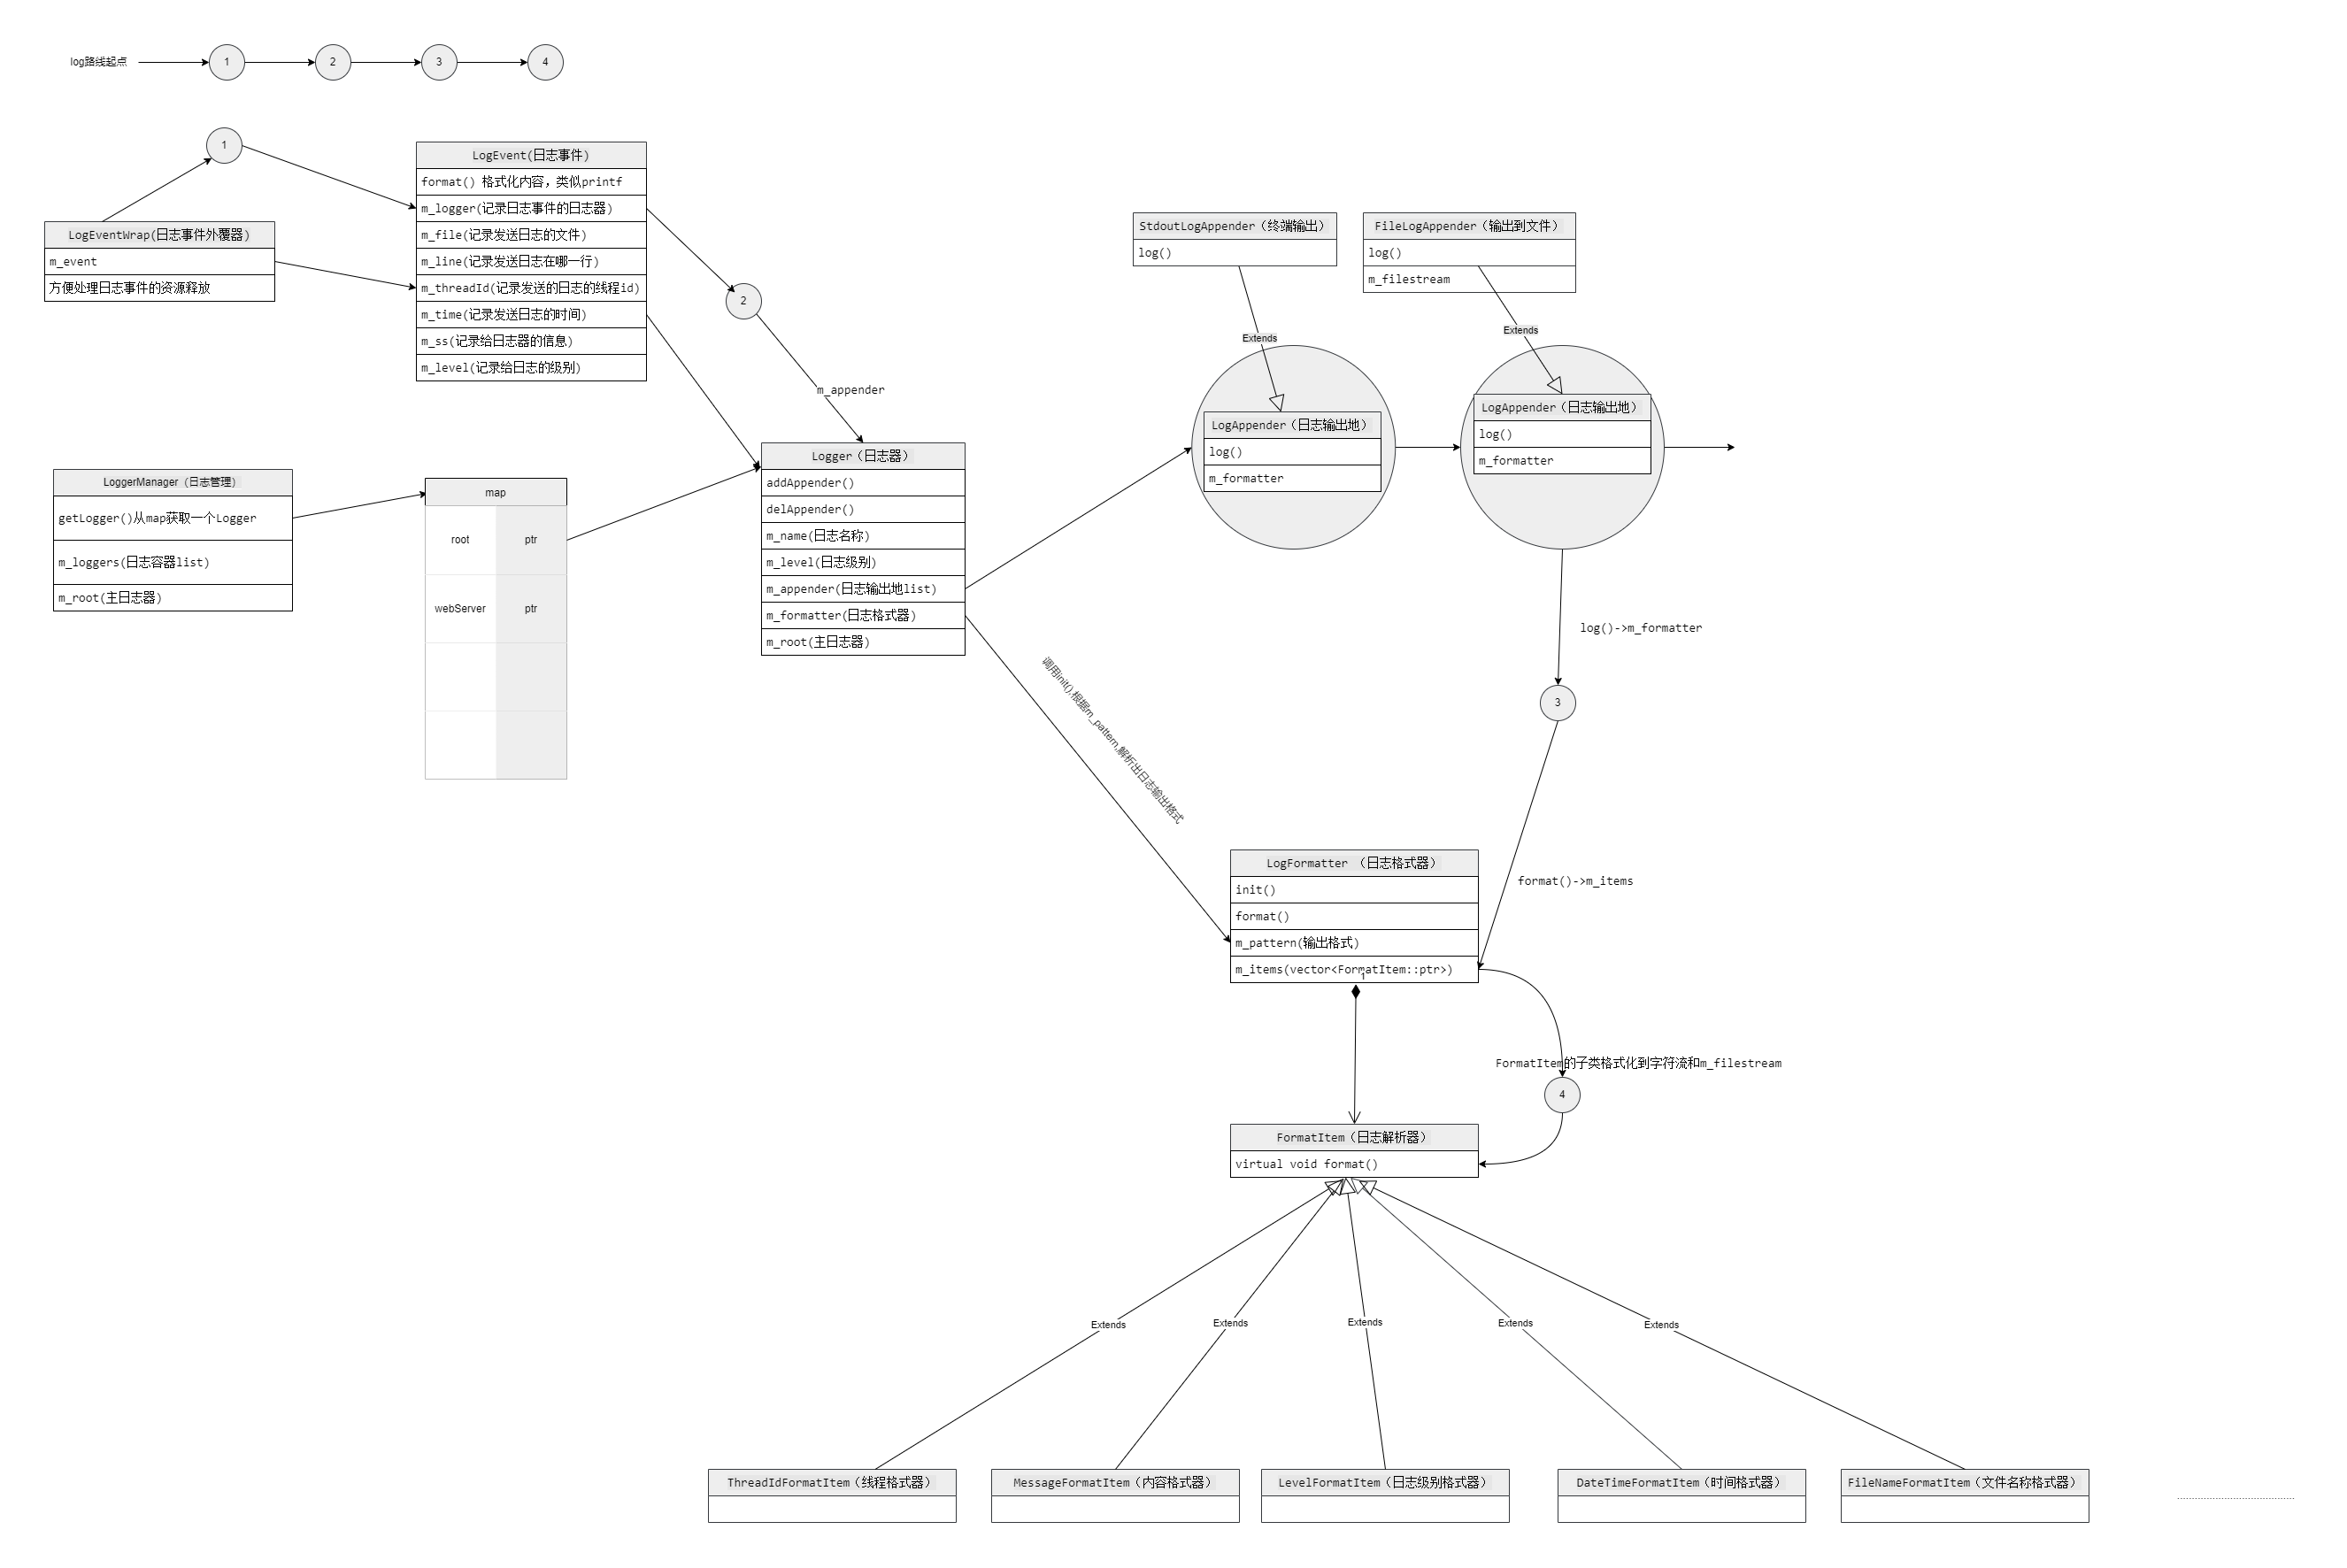 log路线起点
1
2
3
4
1
LogEventWrap(日志事件外覆器)
m_event
方便处理日志事件的资源释放
LogEvent(日志事件)
format() 格式化内容，类似printf
m_logger(记录日志事件的日志器)
m_file(记录发送日志的文件)
m_line(记录发送日志在哪一行)
m_threadId(记录发送的日志的线程id)
m_time(记录发送日志的时间)
m_ss(记录给日志器的信息)
m_level(记录给日志的级别)
2
m_appender
StdoutLogAppender（终端输出）
log()
FileLogAppender（输出到文件）
log()
m_filestream
Extends
Extends
LogAppender（日志输出地）
log()
m_formatter
LogAppender（日志输出地）
log()
m_formatter
LoggerManager（日志管理）
getLogger()从map获取一个Logger
m_loggers(日志容器list)
m_root(主日志器)
map
root
ptr
webServer
ptr
Logger（日志器）
addAppender()
delAppender()
m_name(日志名称)
m_level(日志级别)
m_appender(日志输出地list)
m_formatter(日志格式器)
m_root(主日志器)
调用init(),根据m_pattern,解析出日志输出格式
log()->m_formatter
3
LogFormatter （日志格式器）
init()
format()
m_pattern(输出格式)
m_items(vector<FormatItem::ptr>)
1
format()->m_items
FormatItem的子类格式化到字符流和m_filestream
4
FormatItem（日志解析器）
virtual void format()
Extends
Extends
Extends
Extends
Extends
ThreadIdFormatItem（线程格式器）
MessageFormatItem（内容格式器）
LevelFormatItem（日志级别格式器）
DateTimeFormatItem（时间格式器）
FileNameFormatItem（文件名称格式器）